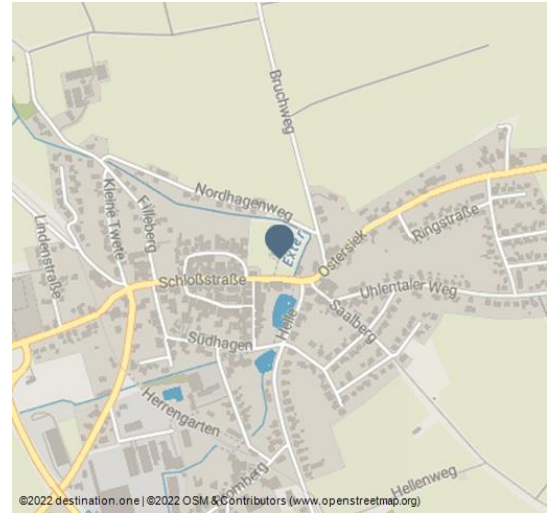 Bruchweg
Nordhagenweg
Kleine Twete
Filleberg
Lindenstraße
Exter
Ostersiek
Ringstraße
Schloßstraße
Uhlentaler Weg
Saalberg
Helle
Südhagen
Herrengarten
Hellenweg
©2022 destination.one | ©2022 OSM & Contributors (www.openstreetmap.org)